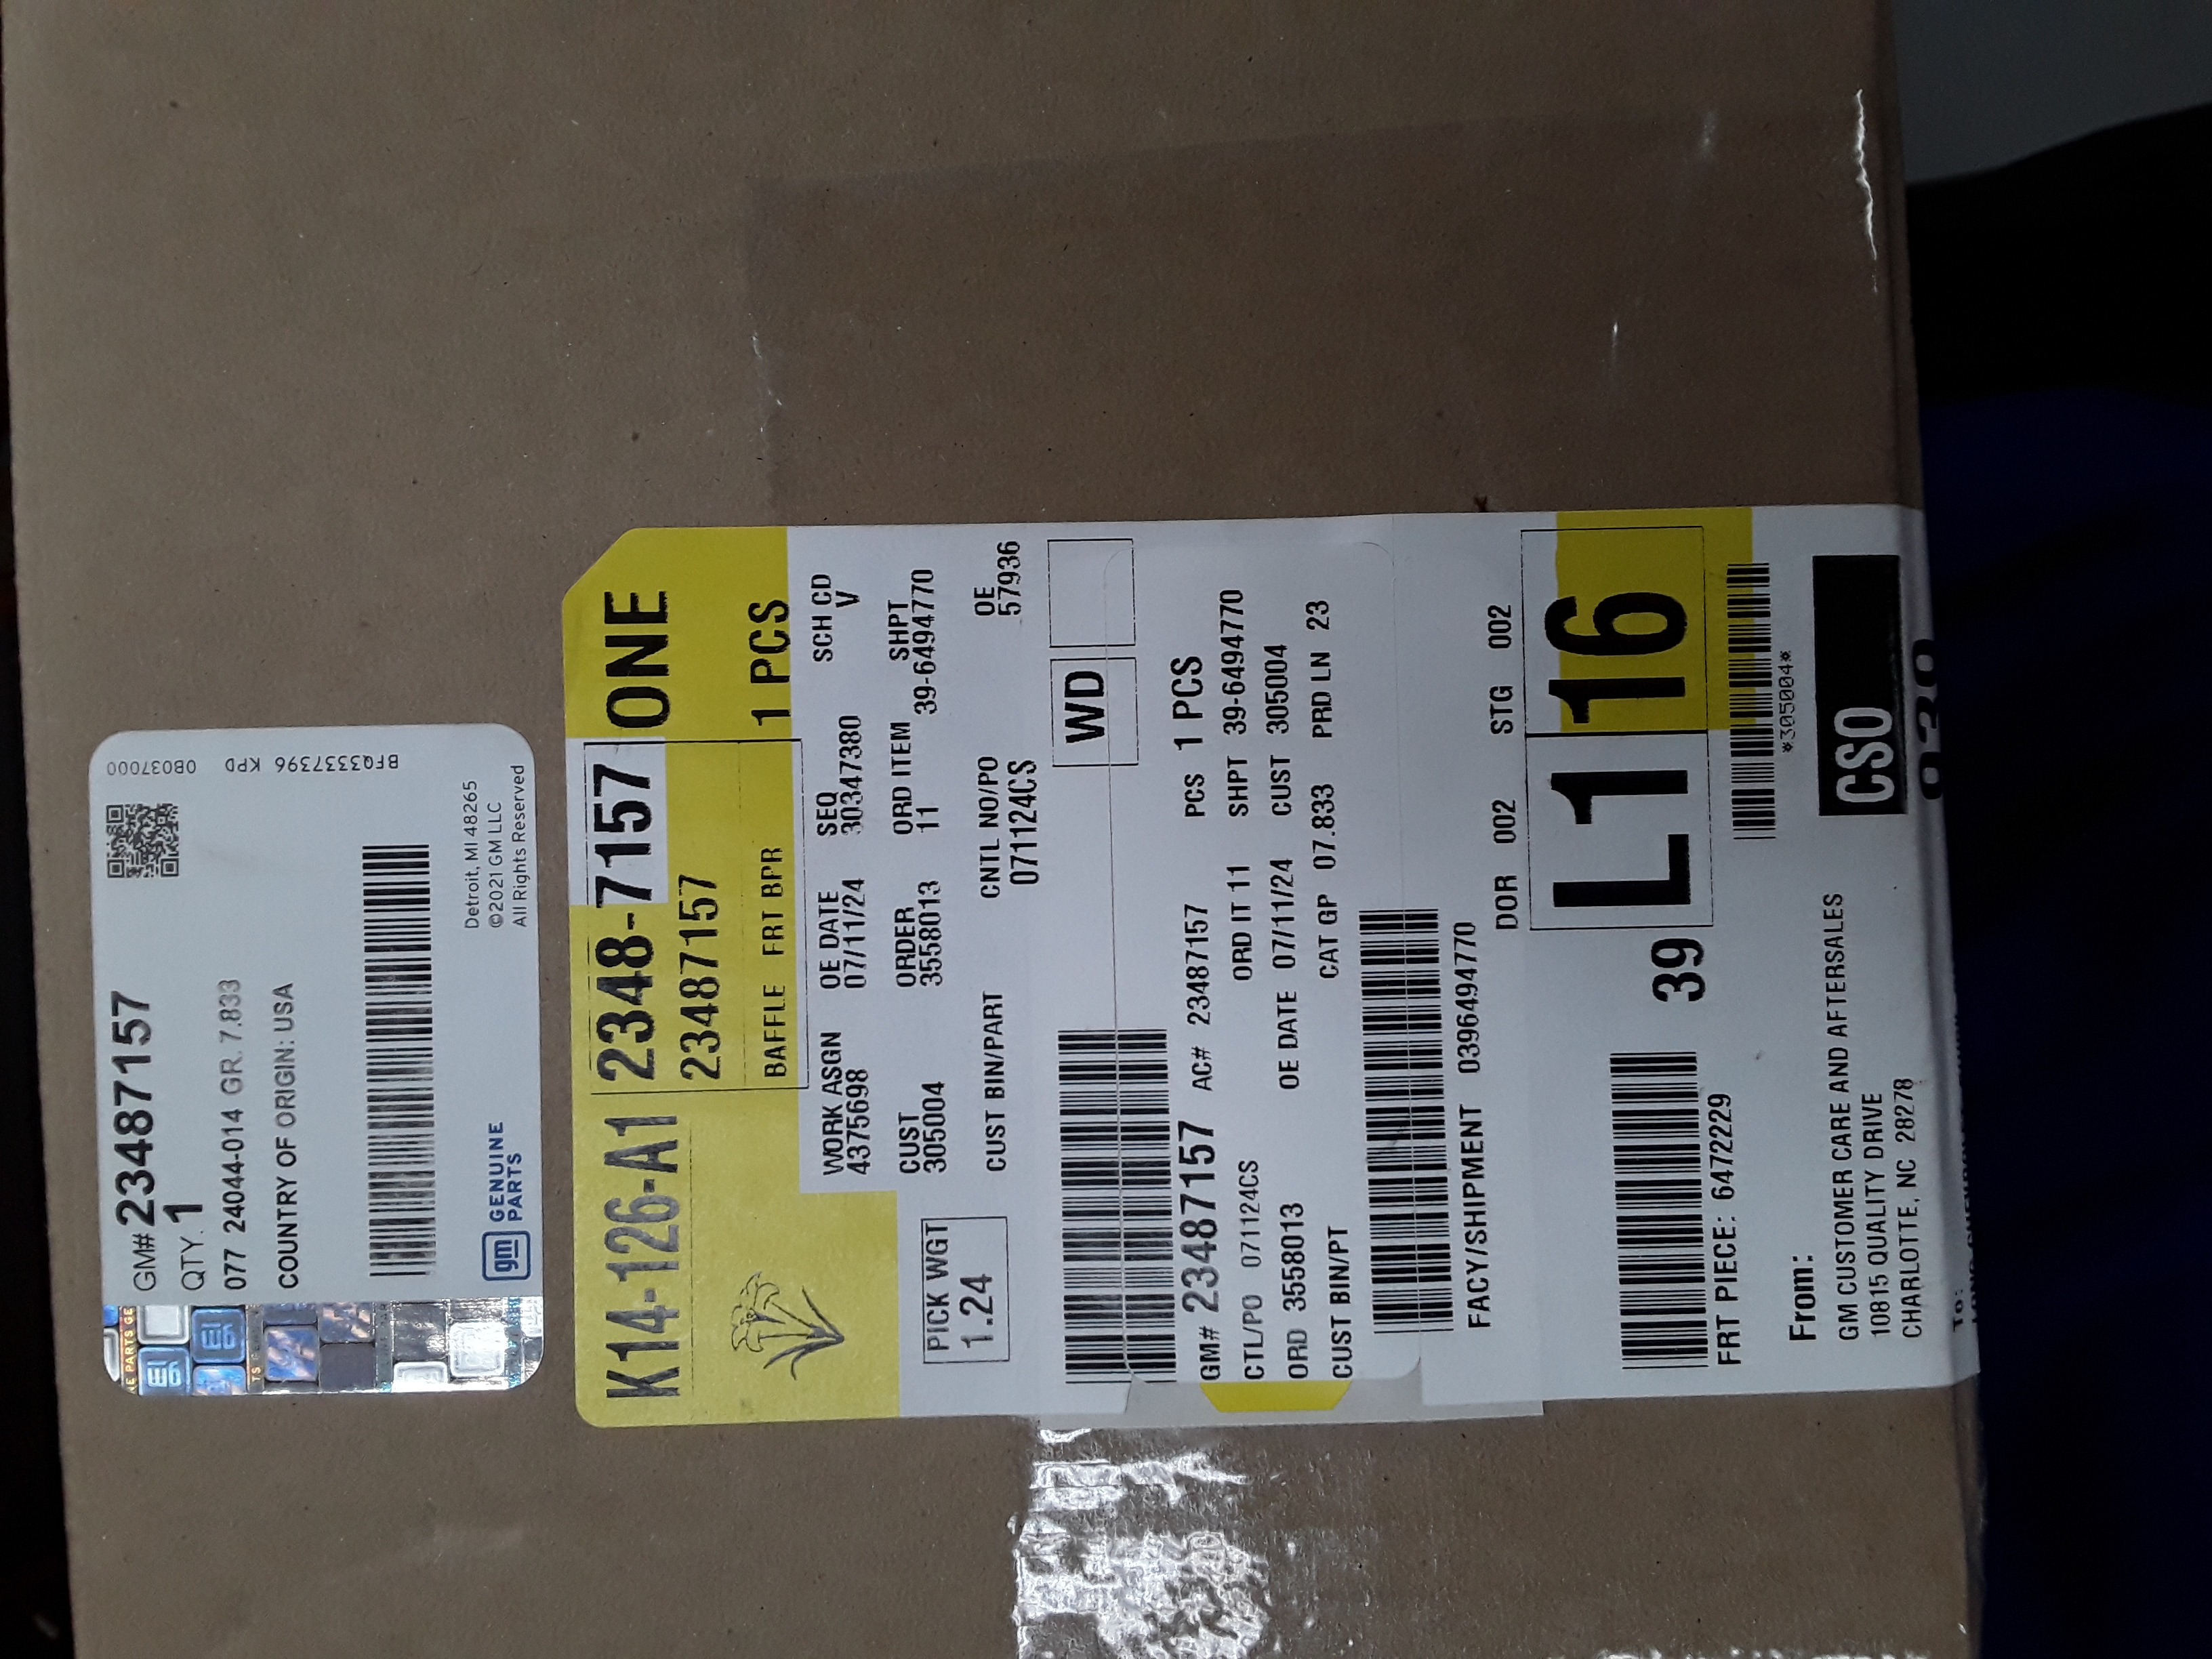 GM# 23487157
QTY. 1
077 24044-014 GR. 7.833
COUNTRY OF ORIGIN: USA
0B037000 KPD BFQ3337396
gm GENUINE PARTS
Detroit, MI 48265
©2021 GM LLC
All Rights Reserved
K14-126-A1 2348-7157 ONE
23487157
BAFFLE FRT BPR 1 PCS
WORK ASGN OE DATE SEQ SCH CD
4375698 07/11/24 30347380 V
CUST ORDER ORD ITEM SHPT
305004 3558013 11 39-6494770
PICK WGT
1.24
CUST BIN/PART CNTL NO/PO OE
071124CS 57936
WD
GM# 23487157 AC# 23487157 PCS 1 PCS
CTL/PO 071124CS ORD IT 11 SHPT 39-6494770
ORD 3558013 OE DATE 07/11/24 CUST 305004
CUST BIN/PT CAT GP 07.833 PRD LN 23
FACY/SHIPMENT 0396494770
DOR 002 STG 002
39 L1 16
FRT PIECE: 6472229
*305004*
From:
GM CUSTOMER CARE AND AFTERSALES
10815 QUALITY DRIVE
CHARLOTTE, NC 28278
CSO
To: